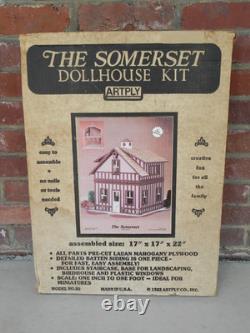 THE SOMERSET
DOLLHOUSE KIT
ARTPLY
easy to
assemble
no nails
or tools
needed
creative
fun
for all
the
family
The Somerset
assembled size: 17" x 17" x 22"
• ALL PARTS PRE-CUT LAUAN MAHOGANY PLYWOOD
• DETAILED BATTEN SIDING IS ONE PIECE-
FOR FAST, EASY ASSEMBLY!
• INCLUDES STAIRCASE, BASE FOR LANDSCAPING,
BIRDHOUSE AND PLASTIC WINDOWS
• SCALE: ONE INCH TO ONE FOOT • IDEAL FOR
MINIATURES!
MADE IN U.S.A.
ARTPLY CO., INC.